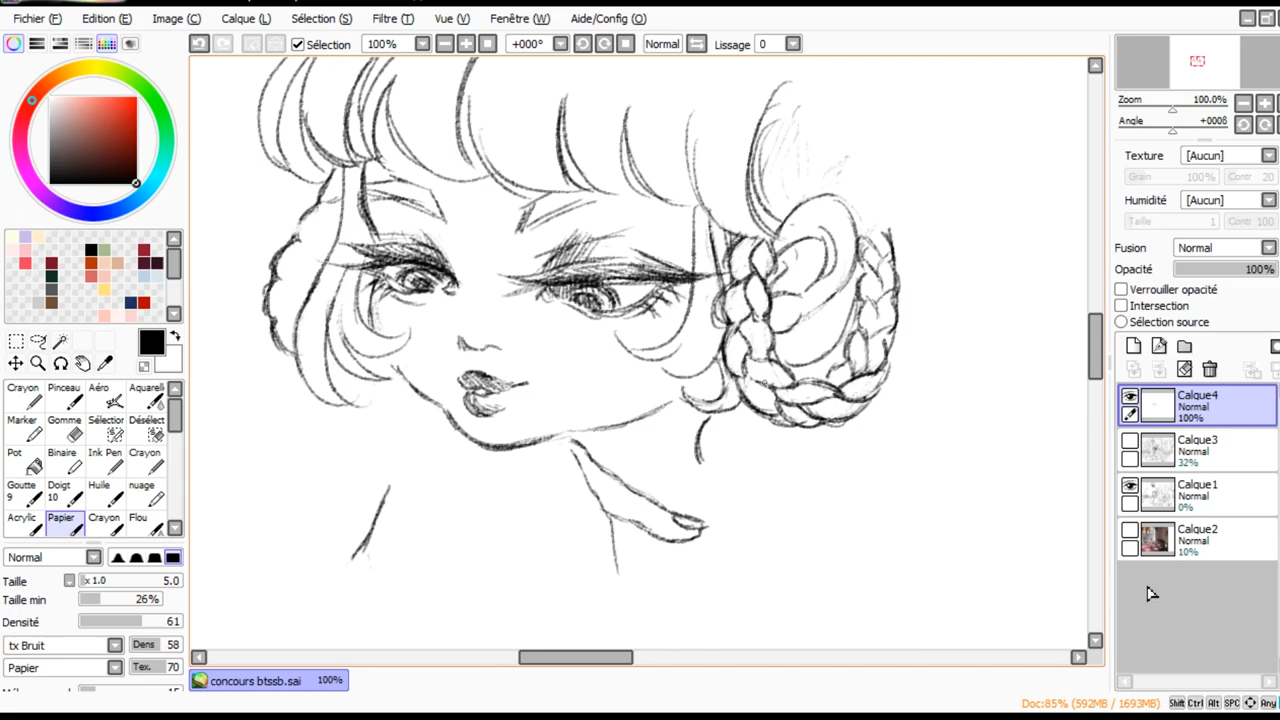 Fichier (F) Edition (E) Image (C) Calque (L) Sélection (S) Filtre (T) Vue (V) Fenêtre (W) Aide/Config (O)
Sélection 100% +000° Normal Lissage 0
Zoom 100.0%
Angle +000°
Texture [Aucun]
Grain 100% Contr 20
Humidité [Aucun]
Taille 1 Contr 100
Fusion Normal
Opacité 100%
Verrouiller opacité
Intersection
Sélection source
Crayon Pinceau Aéro Aquarell
Marker Gomme Sélection Désélect
Pot Binaire Ink Pen Crayon
Goutte Doigt Huile nuage
9 10
Acrylic Papier Crayon Flou
Normal
Taille x 1.0 5.0
Taille min 26%
Densité 61
tx Bruit Dens 58
Papier Tex. 70
Calque4
Normal
100%
Calque3
Normal
32%
Calque1
Normal
0%
Calque2
Normal
10%
concours btssb.sai 100%
Doc:85% (592MB / 1693MB) Shift Ctrl Alt SPC Any